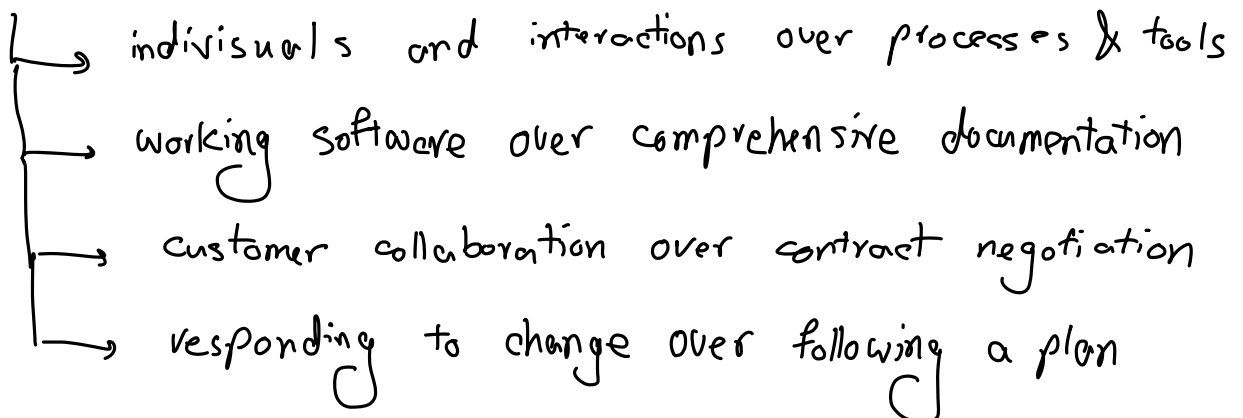 indivisuals and interactions over processes & tools
working software over comprehensive documentation
customer collaboration over contract negotiation
responding to change over following a plan